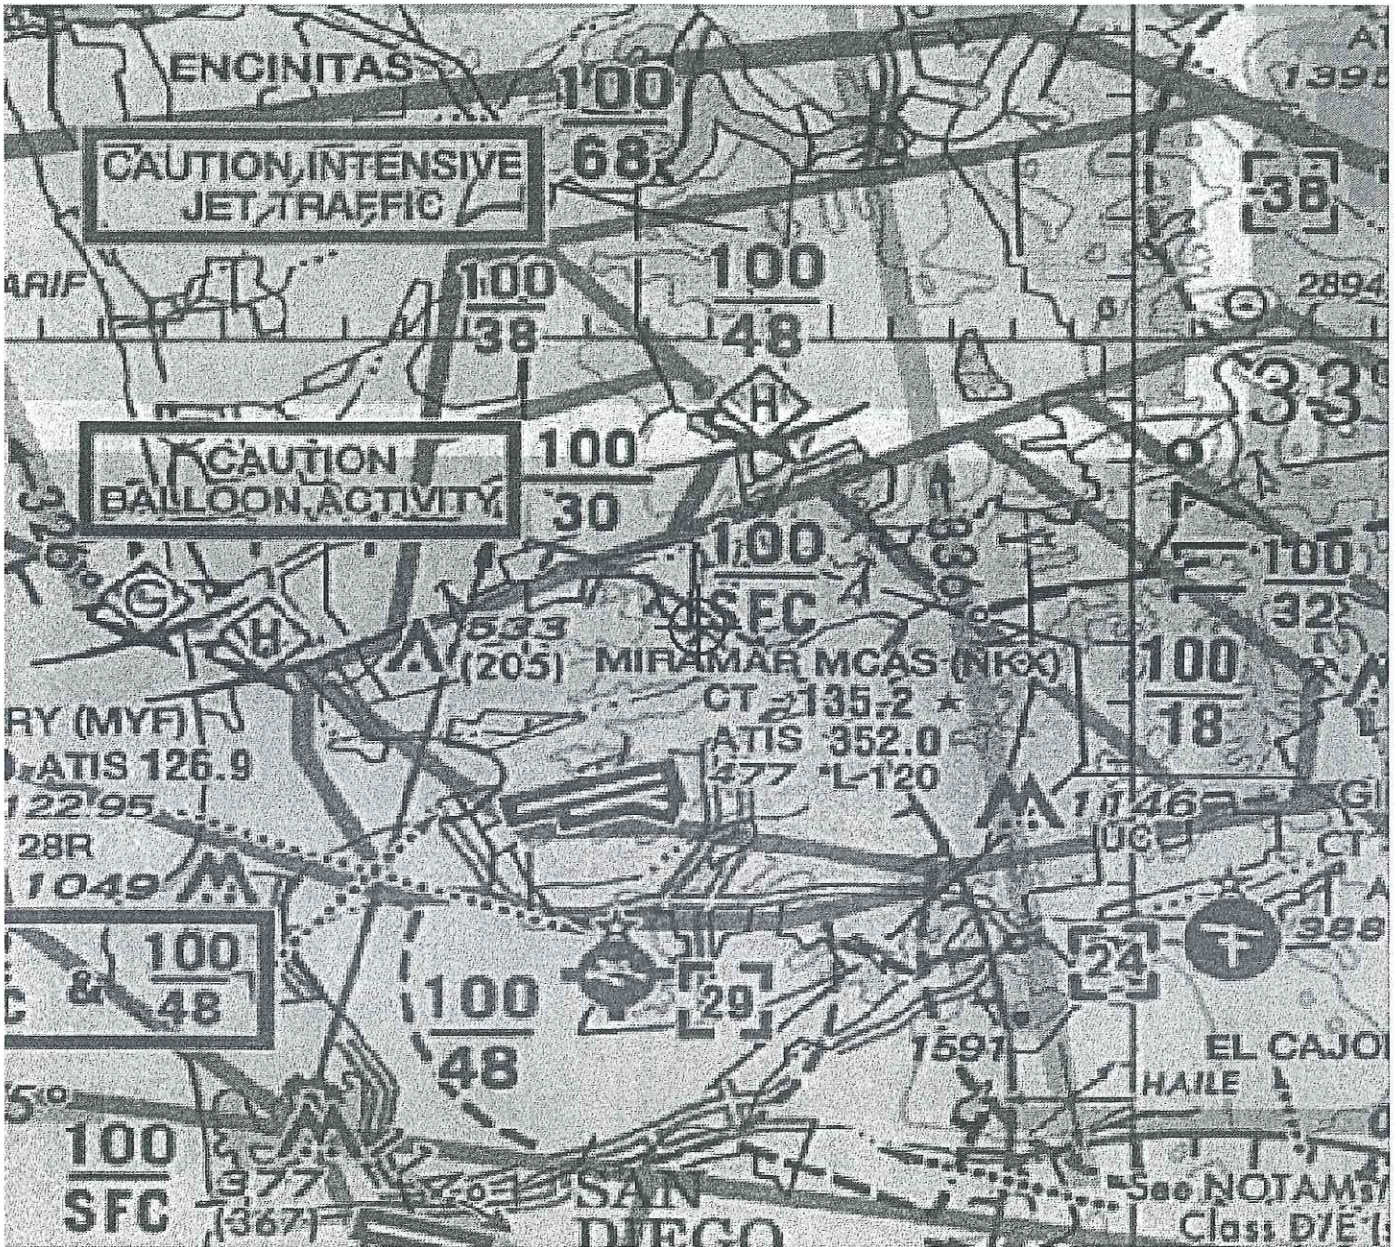 ENCINITAS
100
68
CAUTION INTENSIVE
JET TRAFFIC
38
100
38
100
48
ARIF
2894
H
33
CAUTION
BALLOON ACTIVITY
100
30
100
SFC
G
H
533
(205)
100
32
100
18
MIRAMAR MCAS (NKX)
CT - 135.2 ★
ATIS 352.0
477 *L 120
RY (MYF)
ATIS 126.9
122.95
28R
1049
1146
CT
100
48
&
100
48
29
24
388
1591
EL CAJO
HAILE
100
SFC
377
(367)
SAN
DIEGO
See NOTAMs
Class D/E